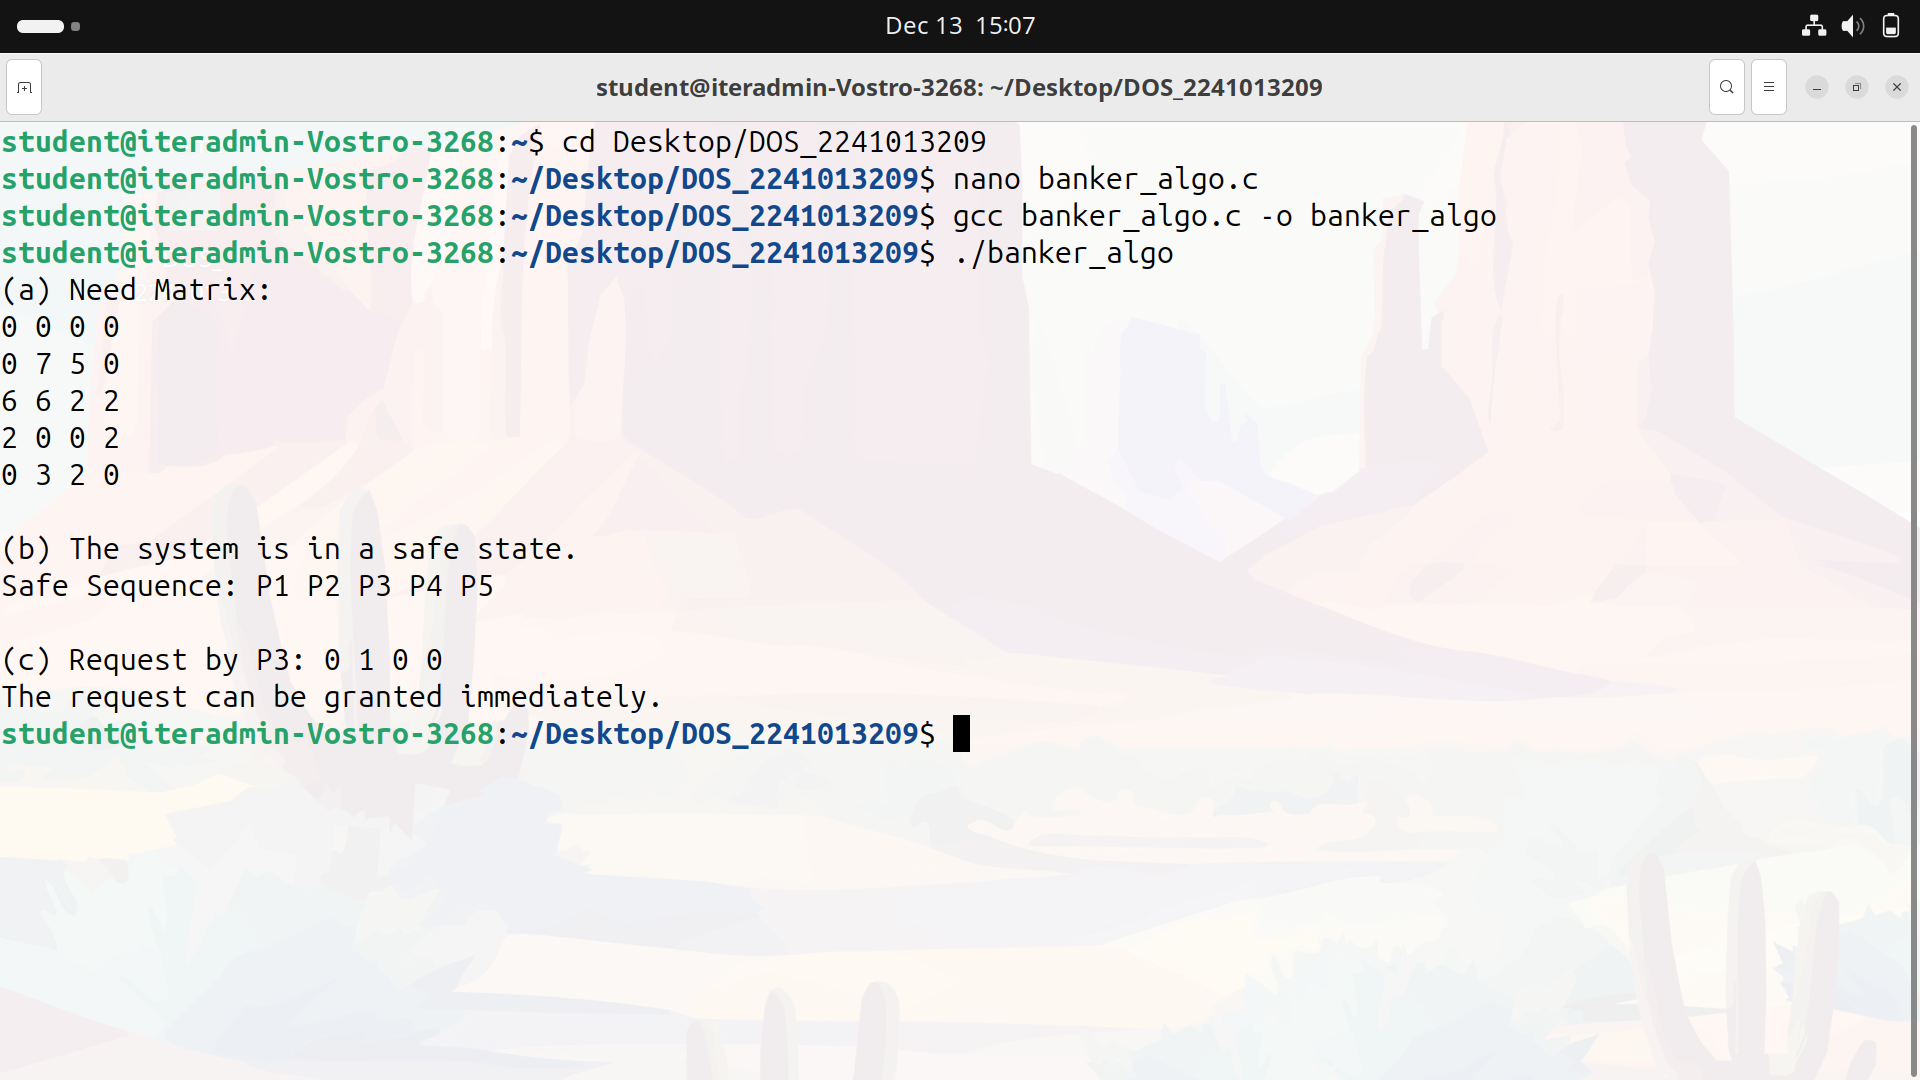 Dec 13 15:07
student@iteradmin-Vostro-3268: ~/Desktop/DOS_2241013209
student@iteradmin-Vostro-3268:~$ cd Desktop/DOS_2241013209
student@iteradmin-Vostro-3268:~/Desktop/DOS_2241013209$ nano banker_algo.c
student@iteradmin-Vostro-3268:~/Desktop/DOS_2241013209$ gcc banker_algo.c -o banker_algo
student@iteradmin-Vostro-3268:~/Desktop/DOS_2241013209$ ./banker_algo
(a) Need Matrix:
0 0 0 0
0 7 5 0
6 6 2 2
2 0 0 2
0 3 2 0
(b) The system is in a safe state.
Safe Sequence: P1 P2 P3 P4 P5
(c) Request by P3: 0 1 0 0
The request can be granted immediately.
student@iteradmin-Vostro-3268:~/Desktop/DOS_2241013209$